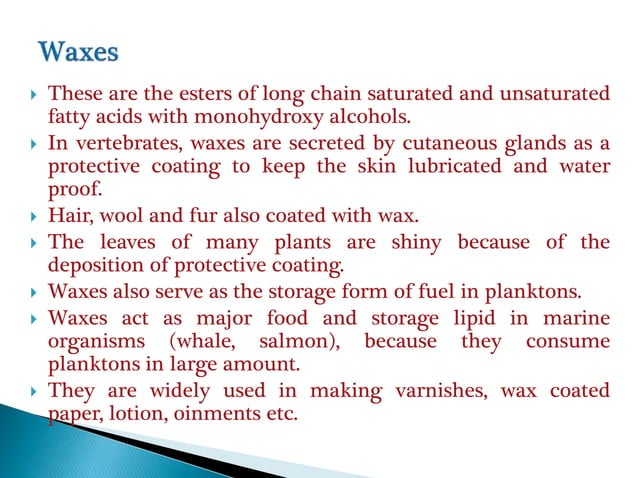 Waxes
These are the esters of long chain saturated and unsaturated
fatty acids with monohydroxy alcohols.
In vertebrates, waxes are secreted by cutaneous glands as a
protective coating to keep the skin lubricated and water
proof.
Hair, wool and fur also coated with wax.
The leaves of many plants are shiny because of the
deposition of protective coating.
Waxes also serve as the storage form of fuel in planktons.
Waxes act as major food and storage lipid in marine
organisms (whale, salmon), because they consume
planktons in large amount.
They are widely used in making varnishes, wax coated
paper, lotion, oinments etc.